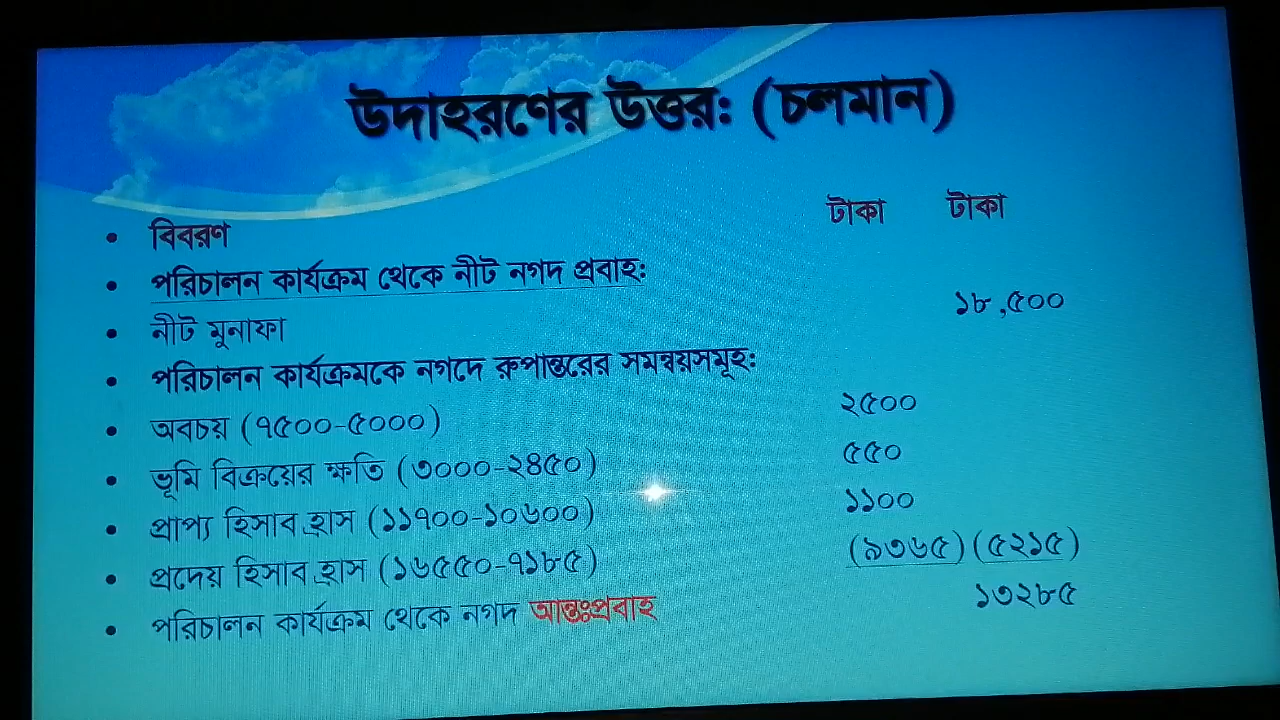 উদাহরণের উত্তর: (চলমান)
টাকা টাকা
• বিবরণ
• পরিচালন কার্যক্রম থেকে নীট নগদ প্রবাহ:
• নীট মুনাফা ১৮,৫০০
• পরিচালন কার্যক্রমকে নগদে রুপান্তরের সমন্বয়সমূহ:
• অবচয় (৭৫০০-৫০০০) ২৫০০
• ভূমি বিক্রয়ের ক্ষতি (৩০০০-২৪৫০) ৫৫০
• প্রাপ্য হিসাব হ্রাস (১১৭০০-১০৬০০) ১১০০
• প্রদেয় হিসাব হ্রাস (১৬৫৫০-৭১৮৫) (৯৩৬৫) (৫২১৫)
• পরিচালন কার্যক্রম থেকে নগদ আন্তঃপ্রবাহ ১৩২৮৫